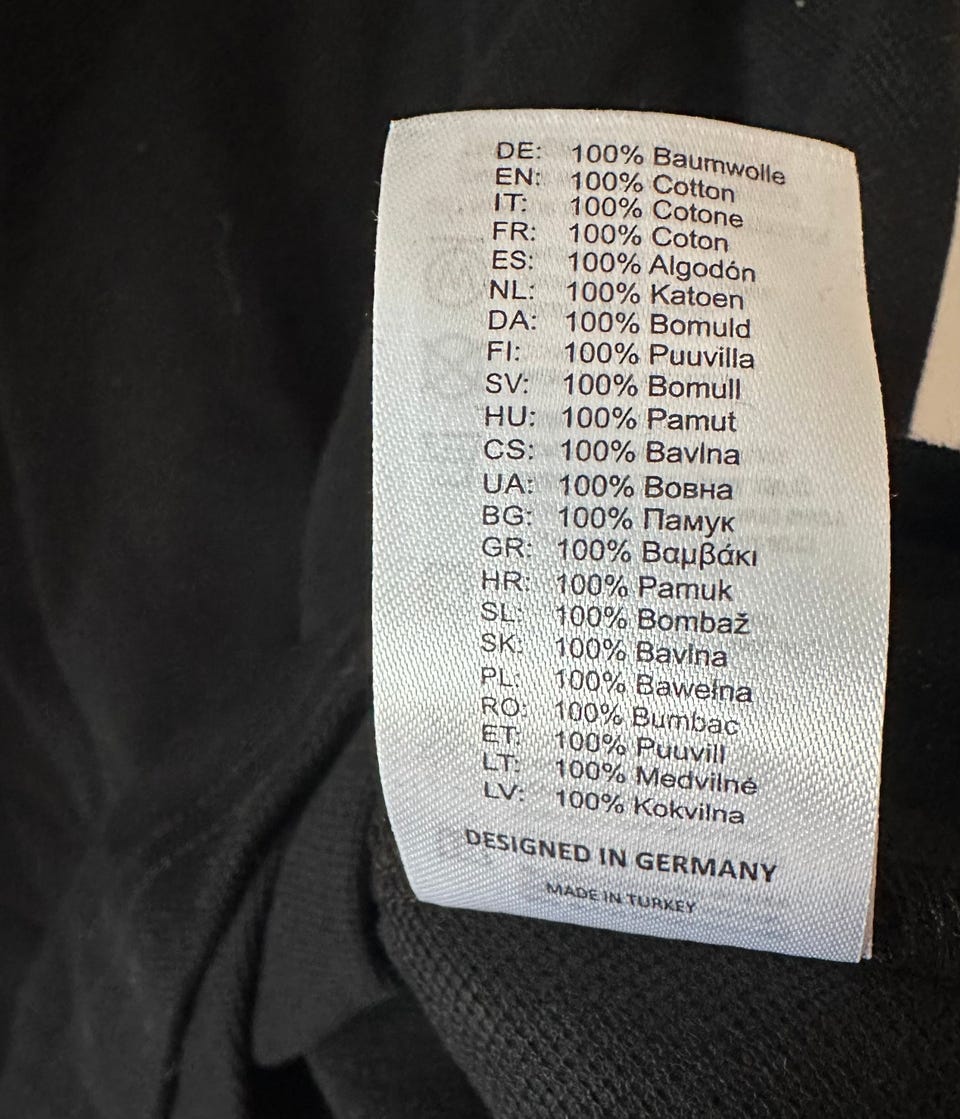 DE: 100% Baumwolle
EN: 100% Cotton
IT: 100% Cotone
FR: 100% Coton
ES: 100% Algodón
NL: 100% Katoen
DA: 100% Bomuld
FI: 100% Puuvilla
SV: 100% Bomull
HU: 100% Pamut
CS: 100% Bavlna
UA: 100% Вовна
BG: 100% Памук
GR: 100% Βαμβάκι
HR: 100% Pamuk
SL: 100% Bombaž
SK: 100% Bavlna
PL: 100% Bawełna
RO: 100% Bumbac
ET: 100% Puuvill
LT: 100% Medvilné
LV: 100% Kokvilna
DESIGNED IN GERMANY
MADE IN TURKEY